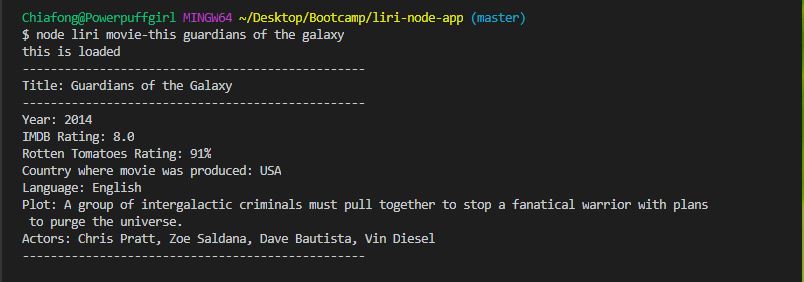 Chiafong@Powerpuffgirl MINGW64 ~/Desktop/Bootcamp/liri-node-app (master)
$ node liri movie-this guardians of the galaxy
this is loaded
-------------------------------------------------
Title: Guardians of the Galaxy
-------------------------------------------------
Year: 2014
IMDB Rating: 8.0
Rotten Tomatoes Rating: 91%
Country where movie was produced: USA
Language: English
Plot: A group of intergalactic criminals must pull together to stop a fanatical warrior with plans
 to purge the universe.
Actors: Chris Pratt, Zoe Saldana, Dave Bautista, Vin Diesel
-------------------------------------------------